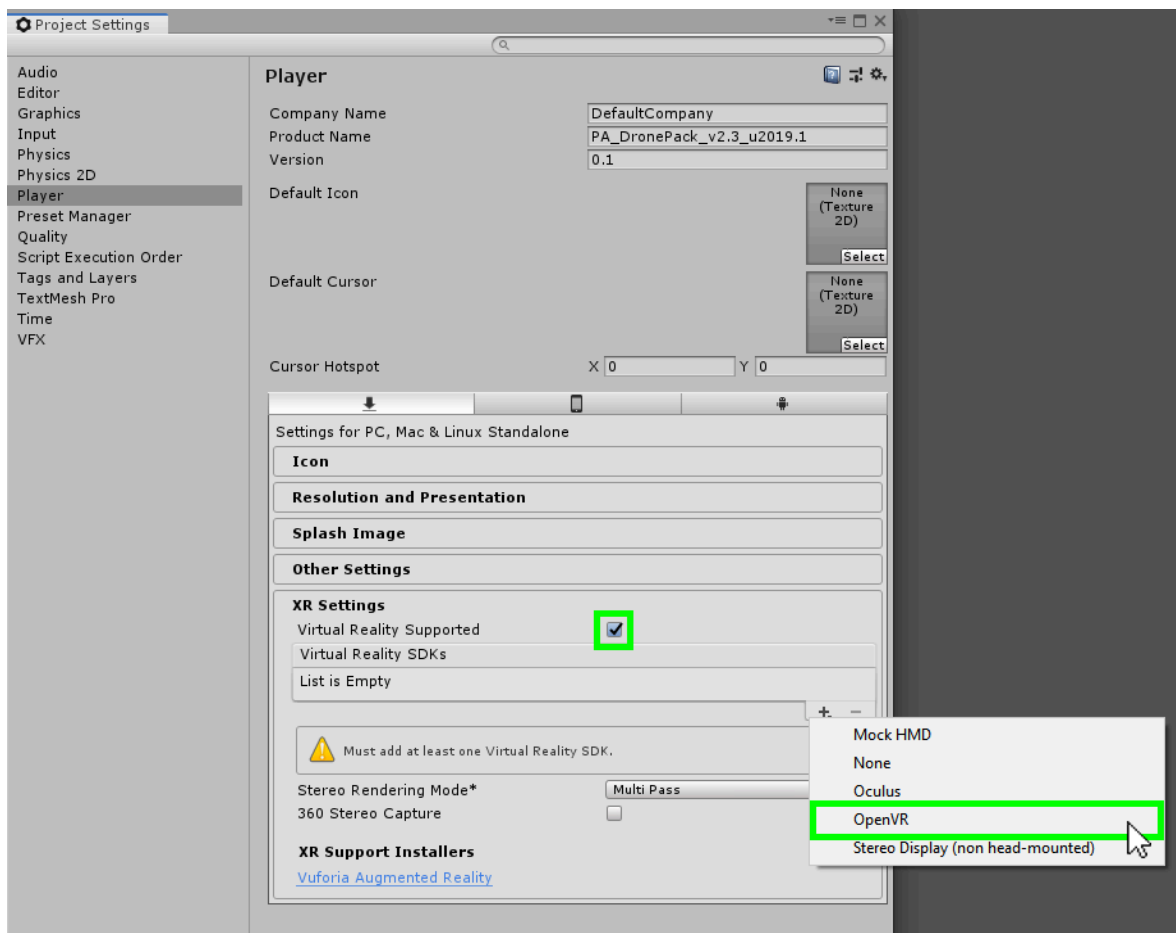 Project Settings
Audio
Editor
Graphics
Input
Physics
Physics 2D
Player
Preset Manager
Quality
Script Execution Order
Tags and Layers
TextMesh Pro
Time
VFX
Player
Company Name DefaultCompany
Product Name PA_DronePack_v2.3_u2019.1
Version 0.1
Default Icon
None
(Texture
2D)
Select
Default Cursor
None
(Texture
2D)
Select
Cursor Hotspot X 0 Y 0
Settings for PC, Mac & Linux Standalone
Icon
Resolution and Presentation
Splash Image
Other Settings
XR Settings
Virtual Reality Supported
Virtual Reality SDKs
List is Empty
Must add at least one Virtual Reality SDK.
Stereo Rendering Mode* Multi Pass
360 Stereo Capture
XR Support Installers
Vuforia Augmented Reality
Mock HMD
None
Oculus
OpenVR
Stereo Display (non head-mounted)